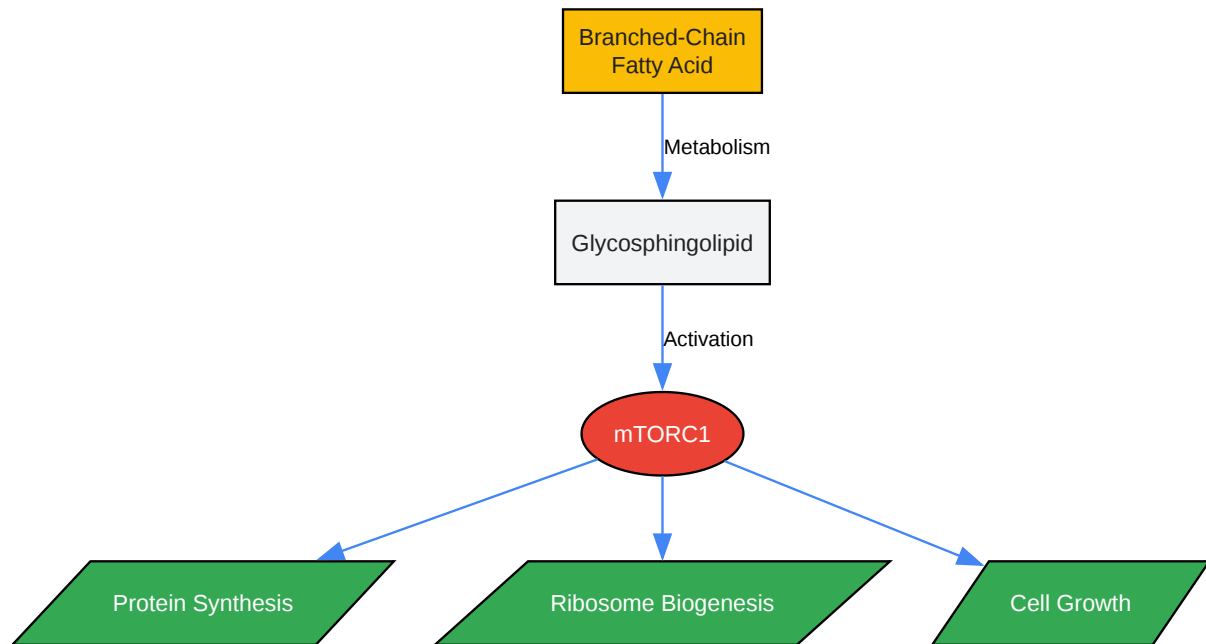 Branched-Chain
Fatty Acid
Metabolism
Glycosphingolipid
Activation
mTORC1
Protein Synthesis
Ribosome Biogenesis
Cell Growth